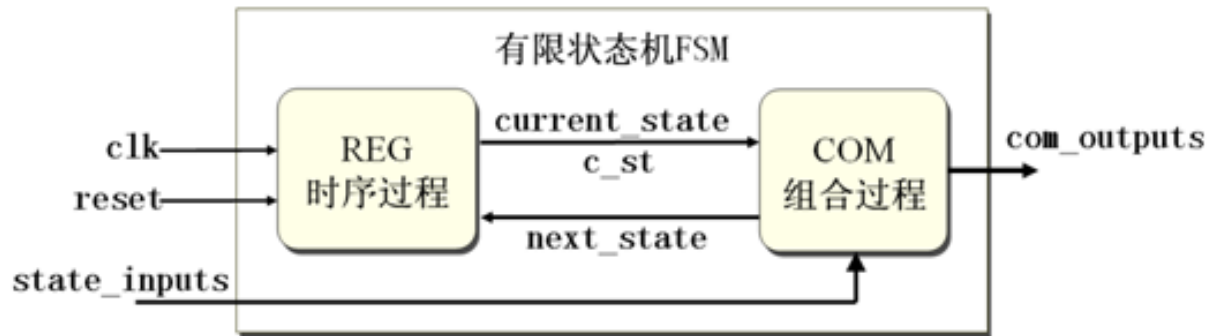 有限状态机FSM
clk
reset
REG
时序过程
current_state
c_st
next_state
COM
组合过程
com_outputs
state_inputs